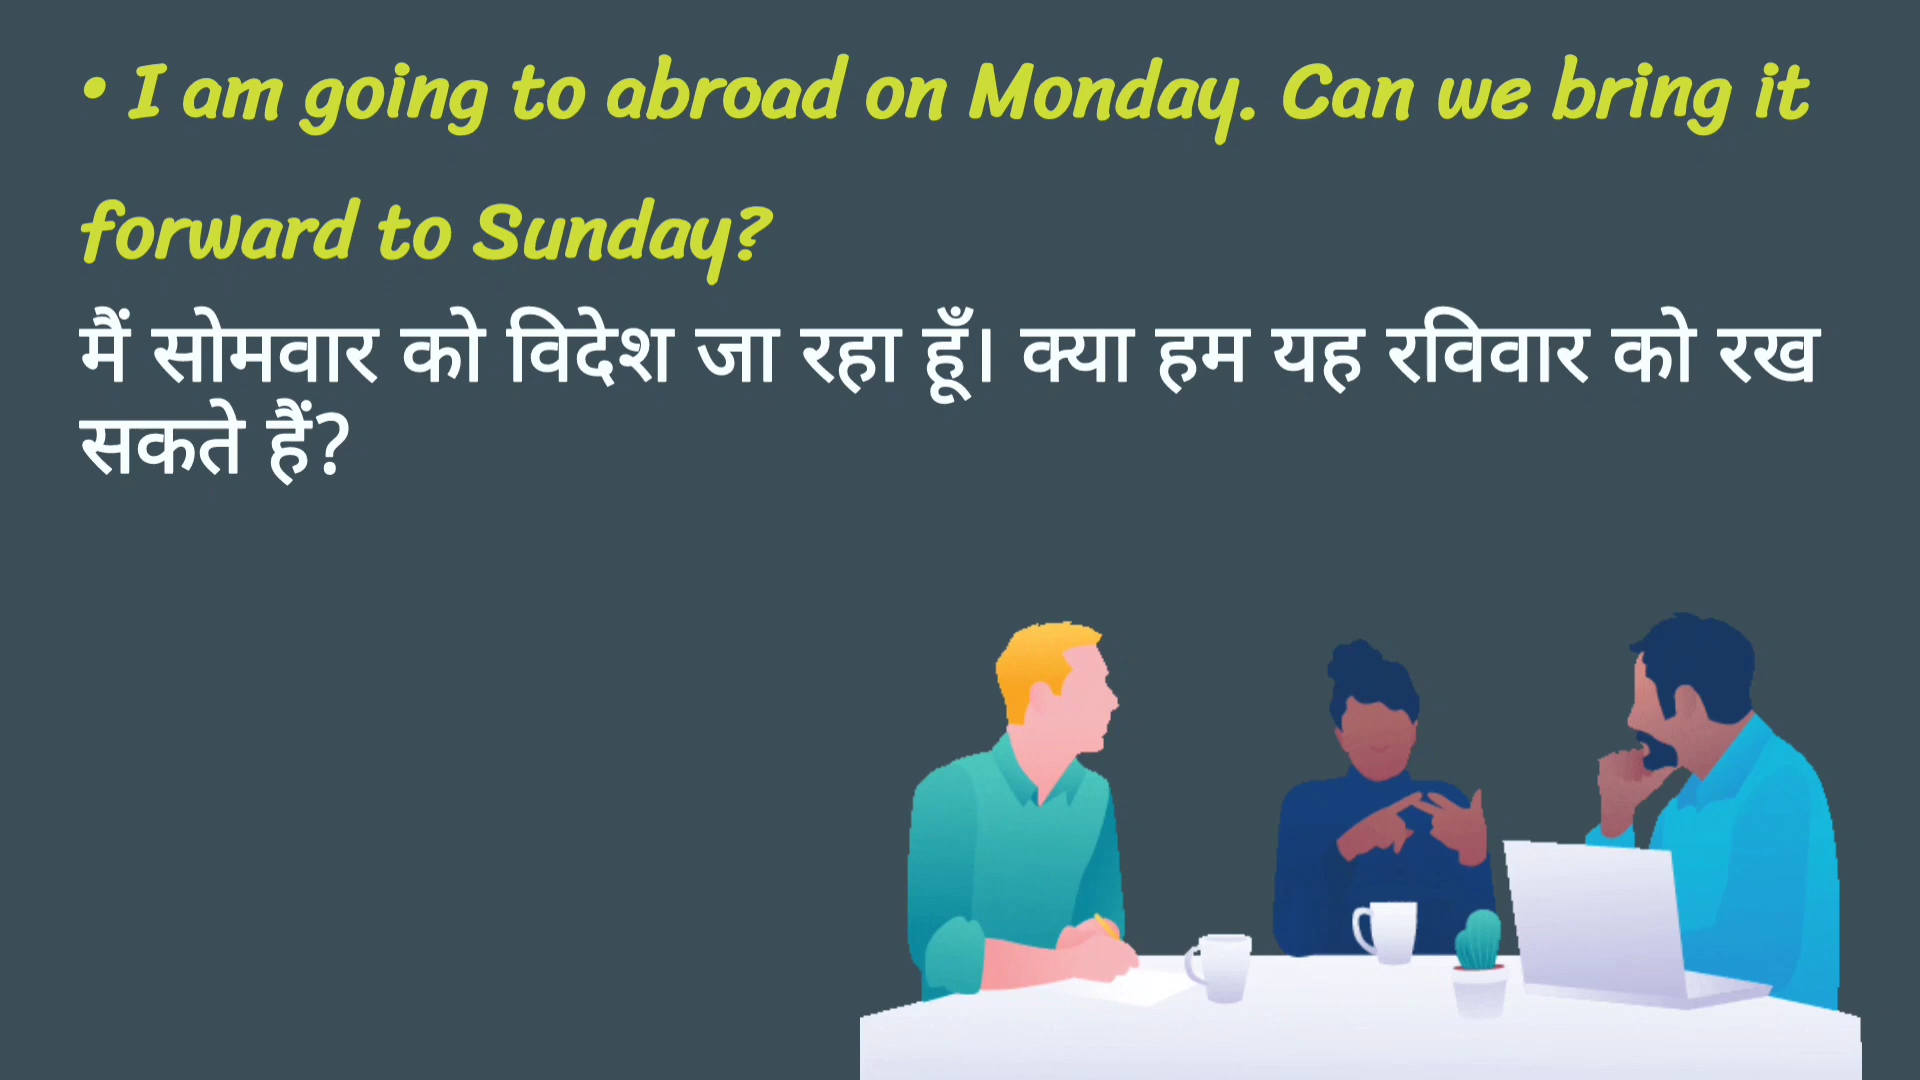 • I am going to abroad on Monday. Can we bring it
forward to Sunday?
मैं सोमवार को विदेश जा रहा हूँ। क्या हम यह रविवार को रख
सकते हैं?